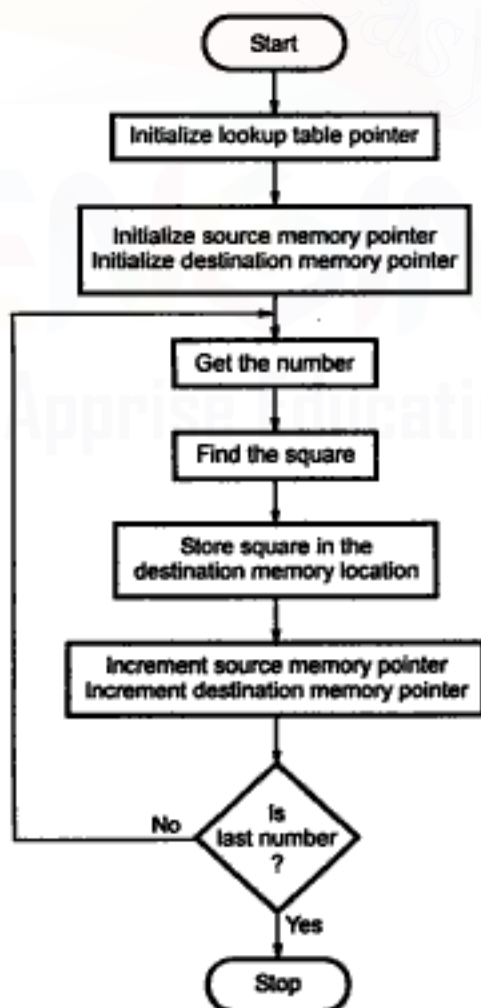 Start
Initialize lookup table pointer
Initialize source memory pointer
Initialize destination memory pointer
Get the number
Find the square
Store square in the
destination memory location
Increment source memory pointer
Increment destination memory pointer
Is
last number
?
No
Yes
Stop